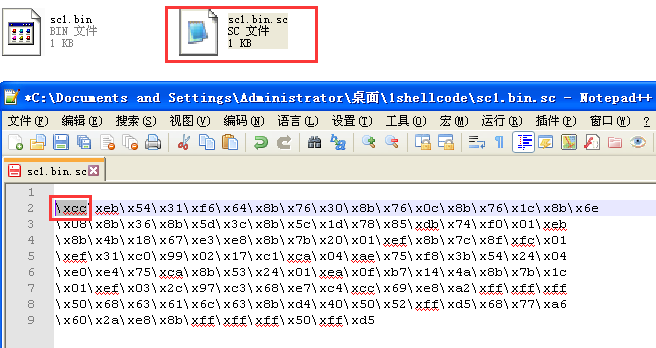 sc1.bin
BIN 文件
1 KB
sc1.bin.sc
SC 文件
1 KB
*C:\Documents and Settings\Administrator\桌面\1shellcode\sc1.bin.sc - Notepad++
文件(F) 编辑(E) 搜索(S) 视图(V) 编码(N) 语言(L) 设置(T) 工具(O) 宏(M) 运行(R) 插件(P) 窗口(W) ?
sc1.bin.sc
1
2 \xcc\xeb\x54\x31\xf6\x64\x8b\x76\x30\x8b\x76\x0c\x8b\x76\x1c\x8b\x6e
3 \x08\x8b\x36\x8b\x5d\x3c\x8b\x5c\x1d\x78\x85\xdb\x74\xf0\x01\xeb
4 \x8b\x4b\x18\x67\xe3\xe8\x8b\x7b\x20\x01\xef\x8b\x7c\x8f\xfc\x01
5 \xef\x31\xc0\x99\x02\x17\xc1\xca\x04\xae\x75\xf8\x3b\x54\x24\x04
6 \xe0\xe4\x75\xca\x8b\x53\x24\x01\xea\x0f\xb7\x14\x4a\x8b\x7b\x1c
7 \x01\xef\x03\x2c\x97\xc3\x68\xe7\xc4\xcc\x69\xe8\xa2\xff\xff\xff
8 \x50\x68\x63\x61\x6c\x63\x8b\xd4\x40\x50\x52\xff\xd5\x68\x77\xa6
9 \x60\x2a\xe8\x8b\xff\xff\xff\x50\xff\xd5